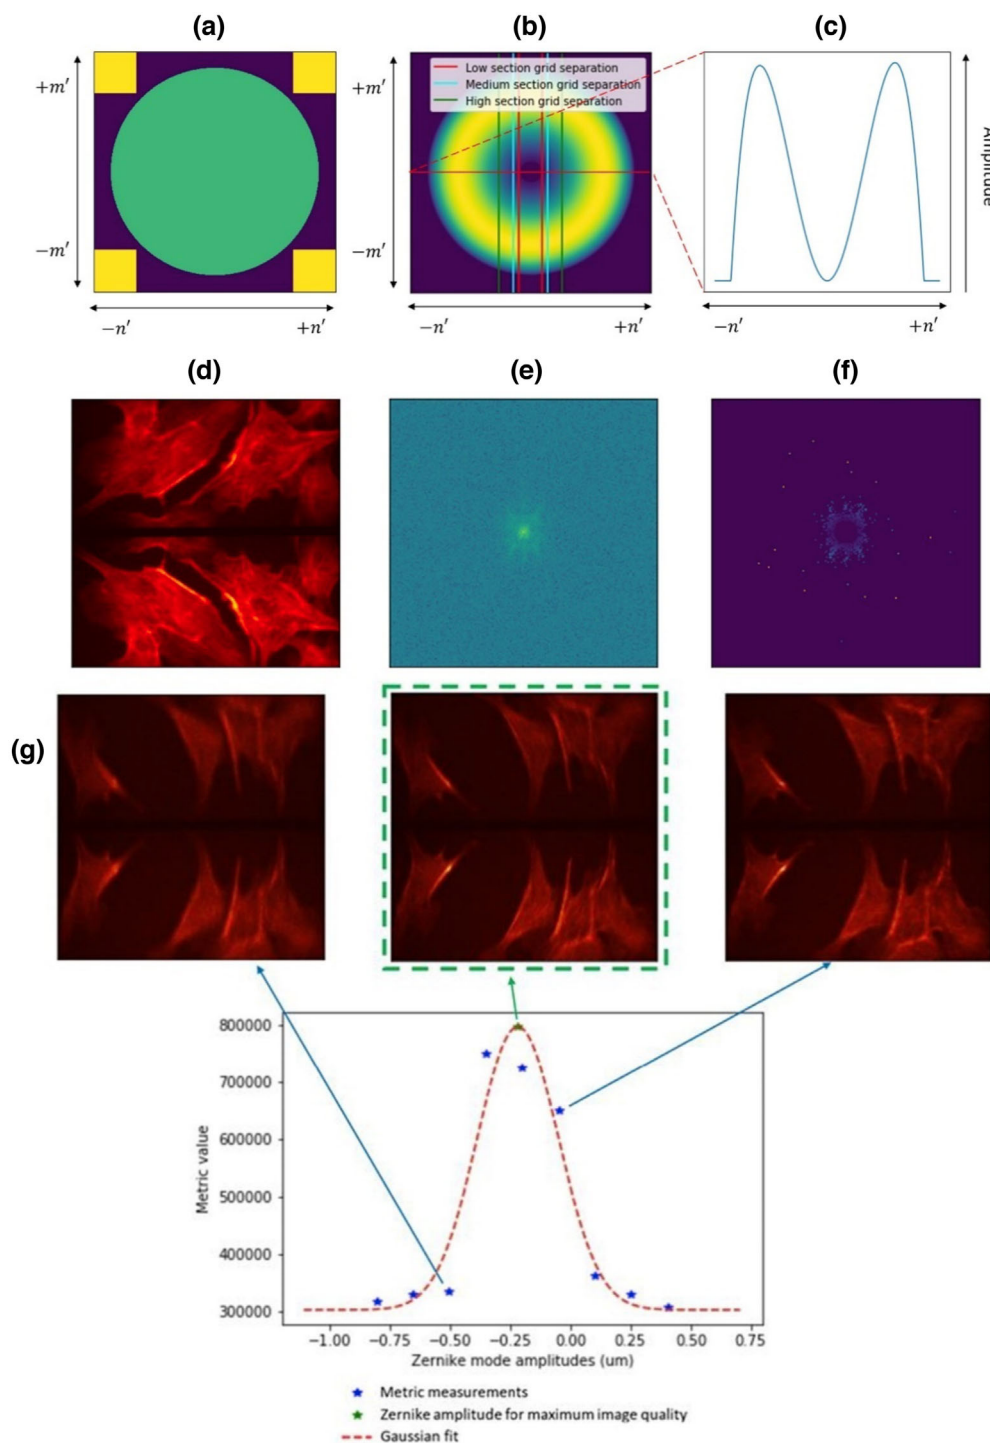 (a)
(b)
(c)
+m′
−m′
−n′
+n′
+m′
−m′
Low section grid separation
Medium section grid separation
High section grid separation
−n′
+n′
Amplitude
−n′
+n′
(d)
(e)
(f)
(g)
800000
700000
600000
500000
400000
300000
Metric value
−1.00 −0.75 −0.50 −0.25 0.00 0.25 0.50 0.75
Zernike mode amplitudes (um)
Metric measurements
Zernike amplitude for maximum image quality
Gaussian fit